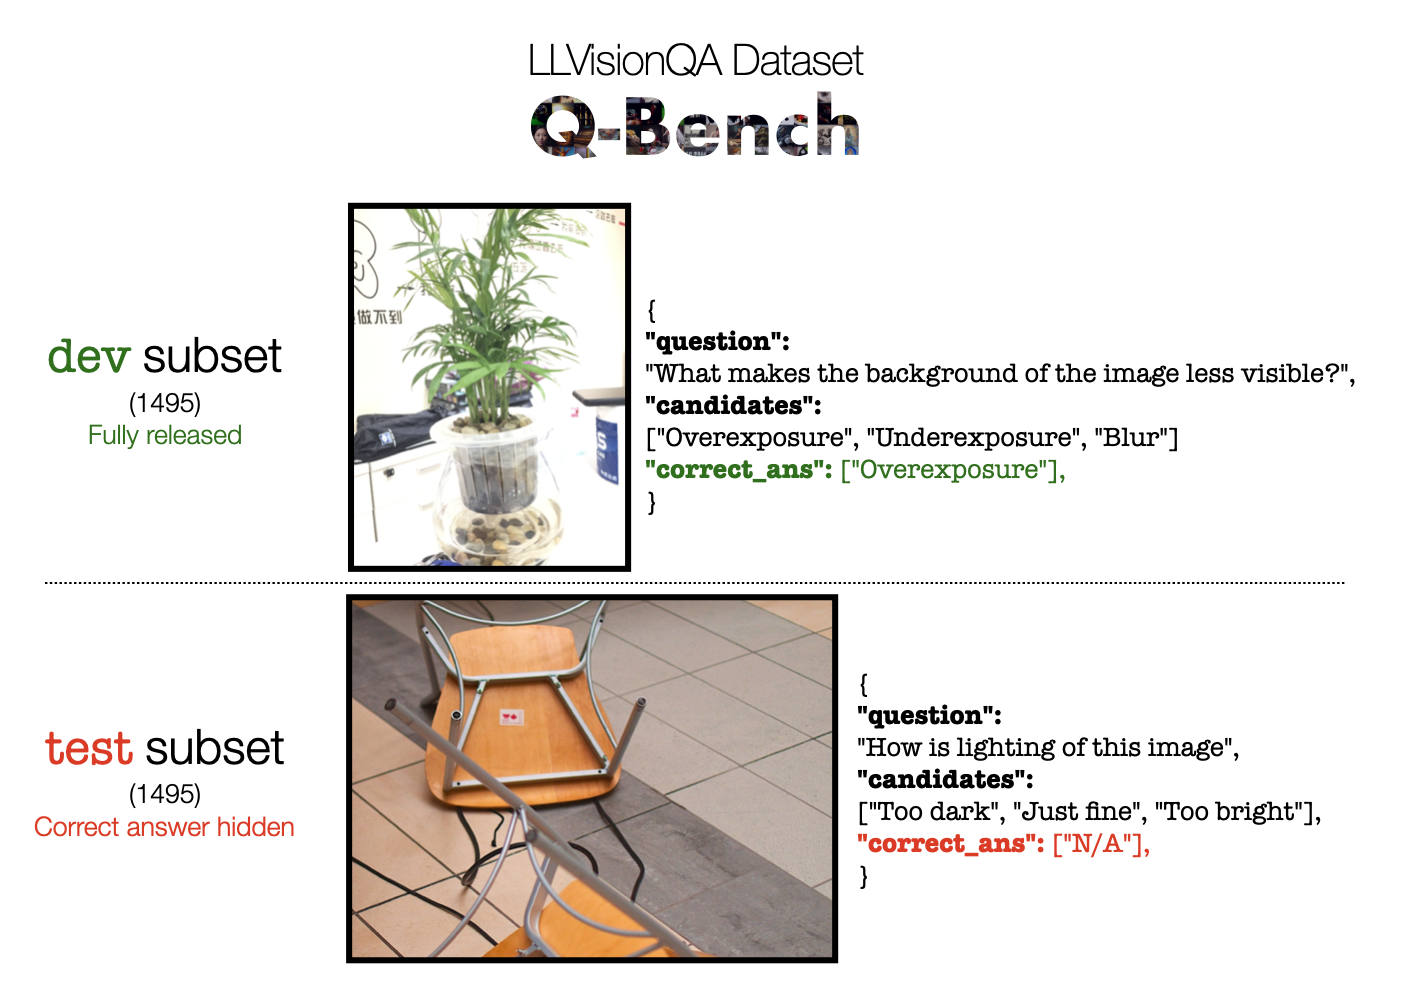 LLVisionQA Dataset
Q-Bench
dev subset
(1495)
Fully released
做不到
{
"question":
"What makes the background of the image less visible?",
"candidates":
["Overexposure", "Underexposure", "Blur"]
"correct_ans": ["Overexposure"],
}
test subset
(1495)
Correct answer hidden
{
"question":
"How is lighting of this image",
"candidates":
["Too dark", "Just fine", "Too bright"],
"correct_ans": ["N/A"],
}